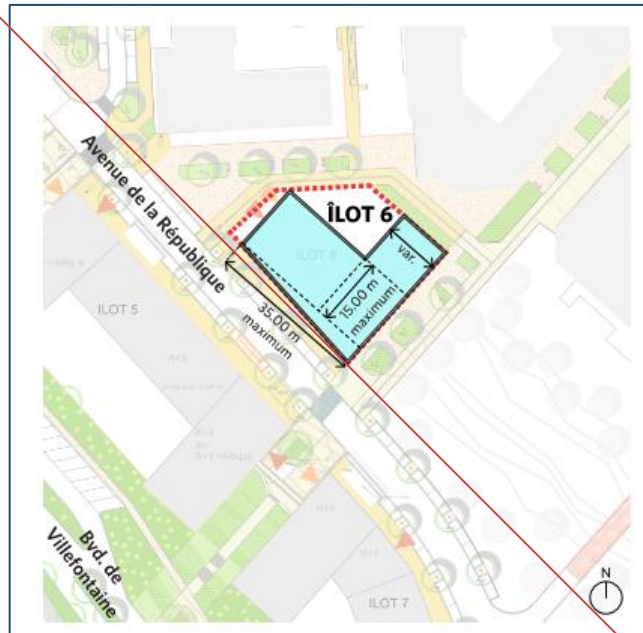 Avenue de la République
ÎLOT 6
ILOT 6
var.
15.00 m
maximum
35.00 m
maximum
ILOT 5
Bvd. de
Villefontaine
ILOT 7
N